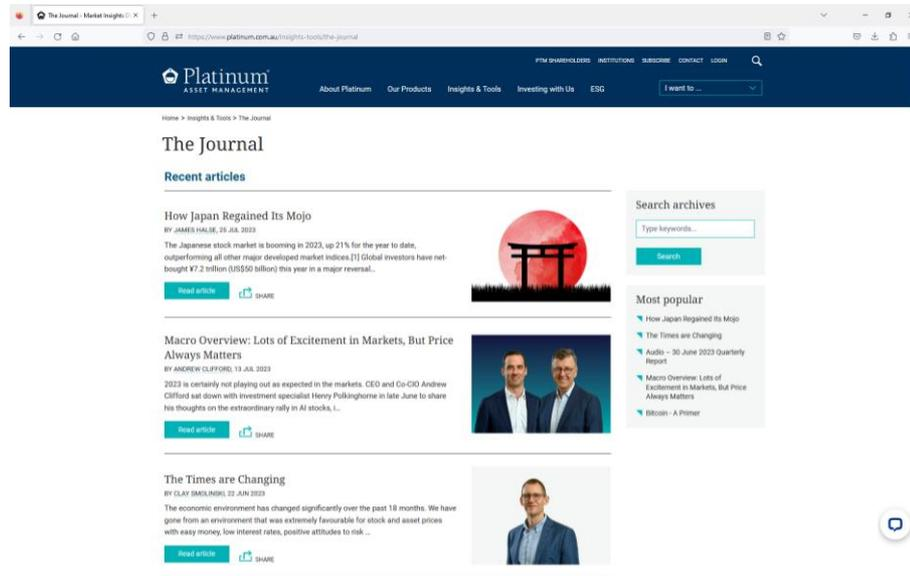 The Journal - Market Insights
https://www.platinum.com.au/insights-tools/the-journal
PTM SHAREHOLDERS INSTITUTIONS SUBSCRIBE CONTACT LOGIN
Platinum
ASSET MANAGEMENT
About Platinum Our Products Insights & Tools Investing with Us ESG
I want to ...
Home > Insights & Tools > The Journal
The Journal
Recent articles
How Japan Regained Its Mojo
BY JAMES HALSE, 25 JUL 2023
The Japanese stock market is booming in 2023, up 21% for the year to date,
outperforming all other major developed market indices.[1] Global investors have net-
bought ¥7.2 trillion (US$50 billion) this year in a major reversal...
Read article SHARE
Macro Overview: Lots of Excitement in Markets, But Price
Always Matters
BY ANDREW CLIFFORD, 13 JUL 2023
2023 is certainly not playing out as expected in the markets. CEO and Co-CIO Andrew
Clifford sat down with investment specialist Henry Polkinghorne in late June to share
his thoughts on the extraordinary rally in AI stocks, i...
Read article SHARE
The Times are Changing
BY CLAY SMOLINSKI, 22 JUN 2023
The economic environment has changed significantly over the past 18 months. We have
gone from an environment that was extremely favourable for stock and asset prices
with easy money, low interest rates, positive attitudes to risk ...
Read article SHARE
Search archives
Type keywords...
Search
Most popular
How Japan Regained Its Mojo
The Times are Changing
Audio – 30 June 2023 Quarterly
Report
Macro Overview: Lots of
Excitement in Markets, But Price
Always Matters
Bitcoin - A Primer